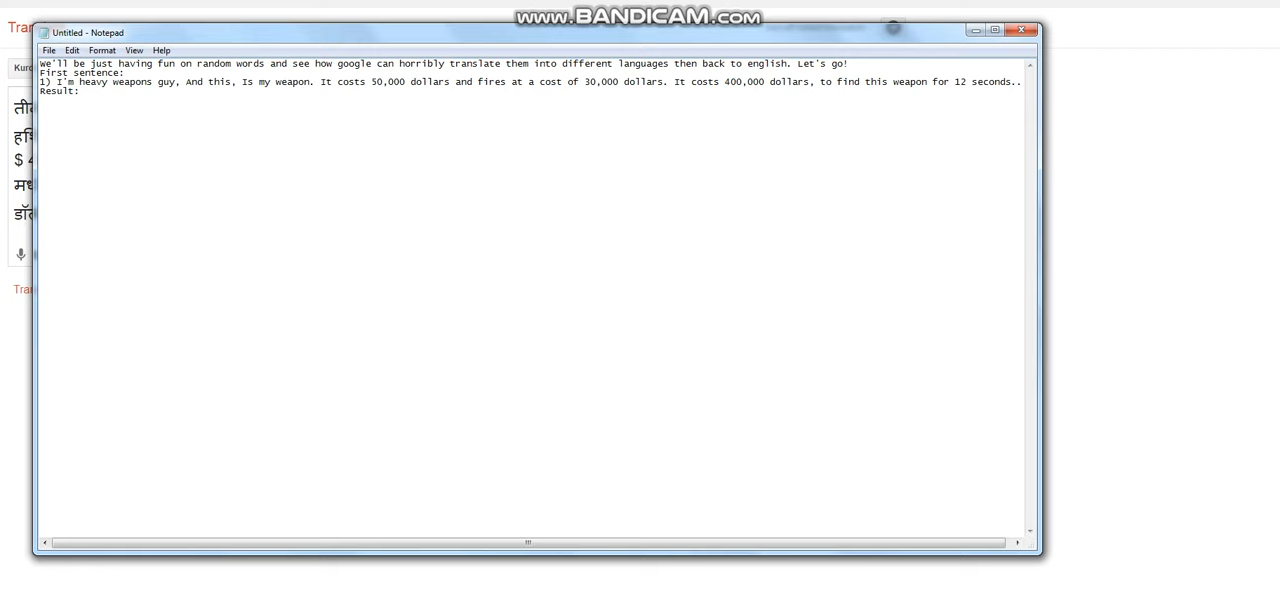 www.BANDICAM.com
Untitled - Notepad
File Edit Format View Help
We'll be just having fun on random words and see how google can horribly translate them into different languages then back to english. Let's go!
First sentence:
1) I'm heavy weapons guy, And this, Is my weapon. It costs 50,000 dollars and fires at a cost of 30,000 dollars. It costs 400,000 dollars, to find this weapon for 12 seconds..
Result:
$ 4